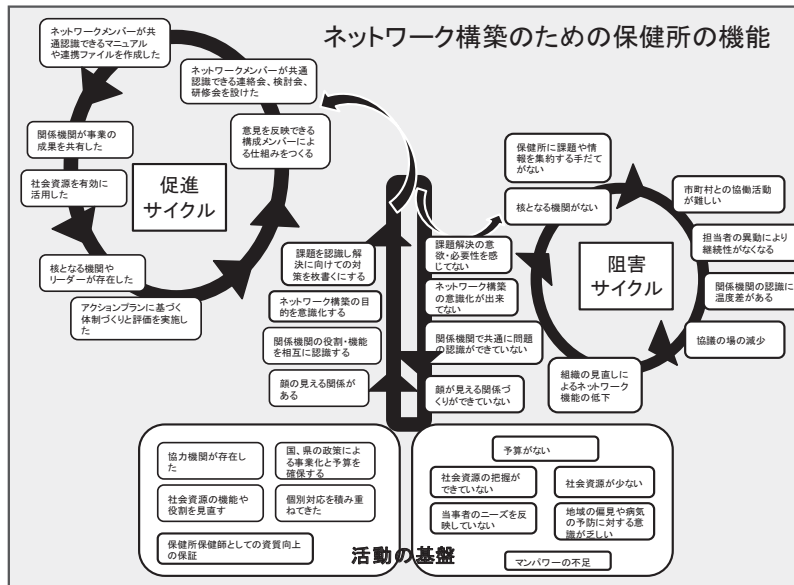 ネットワーク構築のための保健所の機能
ネットワークメンバーが共
通認識できるマニュアル
や連携ファイルを作成した
ネットワークメンバーが共通
認識できる連絡会、検討会、
研修会を設けた
意見を反映できる
構成メンバーによ
る仕組みをつくる
関係機関が事業の
成果を共有した
社会資源を有効に
活用した
促進
サイクル
核となる機関や
リーダーが存在した
アクションプランに基づく
体制づくりと評価を実施し
た
保健所に課題や情
報を集約する手だて
がない
核となる機関がない
市町村との協働活動
が難しい
担当者の異動により
継続性がなくなる
阻害
サイクル
関係機関の認識に
温度差がある
協議の場の減少
組織の見直しに
よるネットワーク
機能の低下
課題を認識し解
決に向けての対
策を枚書くにする
ネットワーク構築の目
的を意識化する
関係機関の役割・機能
を相互に認識する
顔の見える関係が
ある
課題解決の意
欲・必要性を感
じてない
ネットワーク構築
の意識化が出来
てない
関係機関で共通に問題
の認識ができていない
顔が見える関係づ
くりができていない
協力機関が存在し
た
国、県の政策によ
る事業化と予算を
確保する
社会資源の機能や
役割を見直す
個別対応を積み重
ねてきた
保健所保健師としての資質向上
の保証
予算がない
社会資源の把握が
できていない
社会資源が少ない
当事者のニーズを反
映していない
地域の偏見や病気
の予防に対する意
識が乏しい
マンパワーの不足
活動の基盤